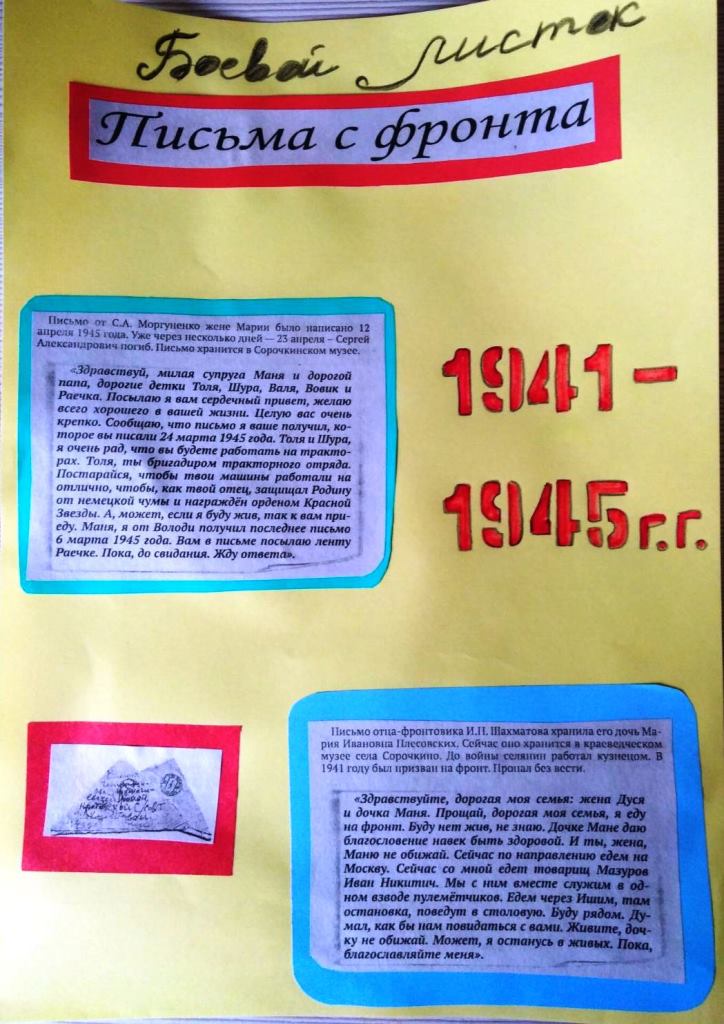 Боевой листок
Письма с фронта
Письмо от С.А. Моргуненко жене Марии было написано 12
апреля 1945 года. Уже через несколько дней — 23 апреля – Сергей
Александрович погиб. Письмо хранится в Сорочкинском музее.
«Здравствуй, милая супруга Маня и дорогой
папа, дорогие детки Толя, Шура, Валя, Вовик и
Раечка. Посылаю я вам сердечный привет, желаю
всего хорошего в вашей жизни. Целую вас очень
крепко. Сообщаю, что письмо я ваше получил, ко-
торое вы писали 24 марта 1945 года. Толя и Шура,
я очень рад, что вы будете работать на тракто-
рах. Толя, ты бригадиром тракторного отряда.
Постарайся, чтобы твои машины работали на
отлично, чтобы, как твой отец, защищал Родину
от немецкой чумы и награждён орденом Красной
Звезды. А, может, если я буду жив, так к вам при-
еду. Маня, я от Володи получил последнее письмо
6 марта 1945 года. Вам в письме посылаю ленту
Раечке. Пока, до свидания. Жду ответа».
1941 –
1945 г.г.
Письмо отца-фронтовика И.П. Шахматова хранила его дочь Ма-
рия Ивановна Плесовских. Сейчас оно хранится в краеведческом
музее села Сорочкино. До войны селянин работал кузнецом. В
1941 году был призван на фронт. Пропал без вести.
«Здравствуйте, дорогая моя семья: жена Дуся
и дочка Маня. Прощай, дорогая моя семья, я еду
на фронт. Буду нет жив, не знаю. Дочке Мане даю
благословение навек быть здоровой. И ты, жена,
Маню не обижай. Сейчас по направлению едем на
Москву. Сейчас со мной едет товарищ Мазуров
Иван Никитич. Мы с ним вместе служим в од-
ном взводе пулемётчиков. Едем через Ишим, там
остановка, поведут в столовую. Буду рядом. Ду-
мал, как бы нам повидаться с вами. Живите, доч-
ку не обижай. Может, я останусь в живых. Пока,
благославляйте меня».